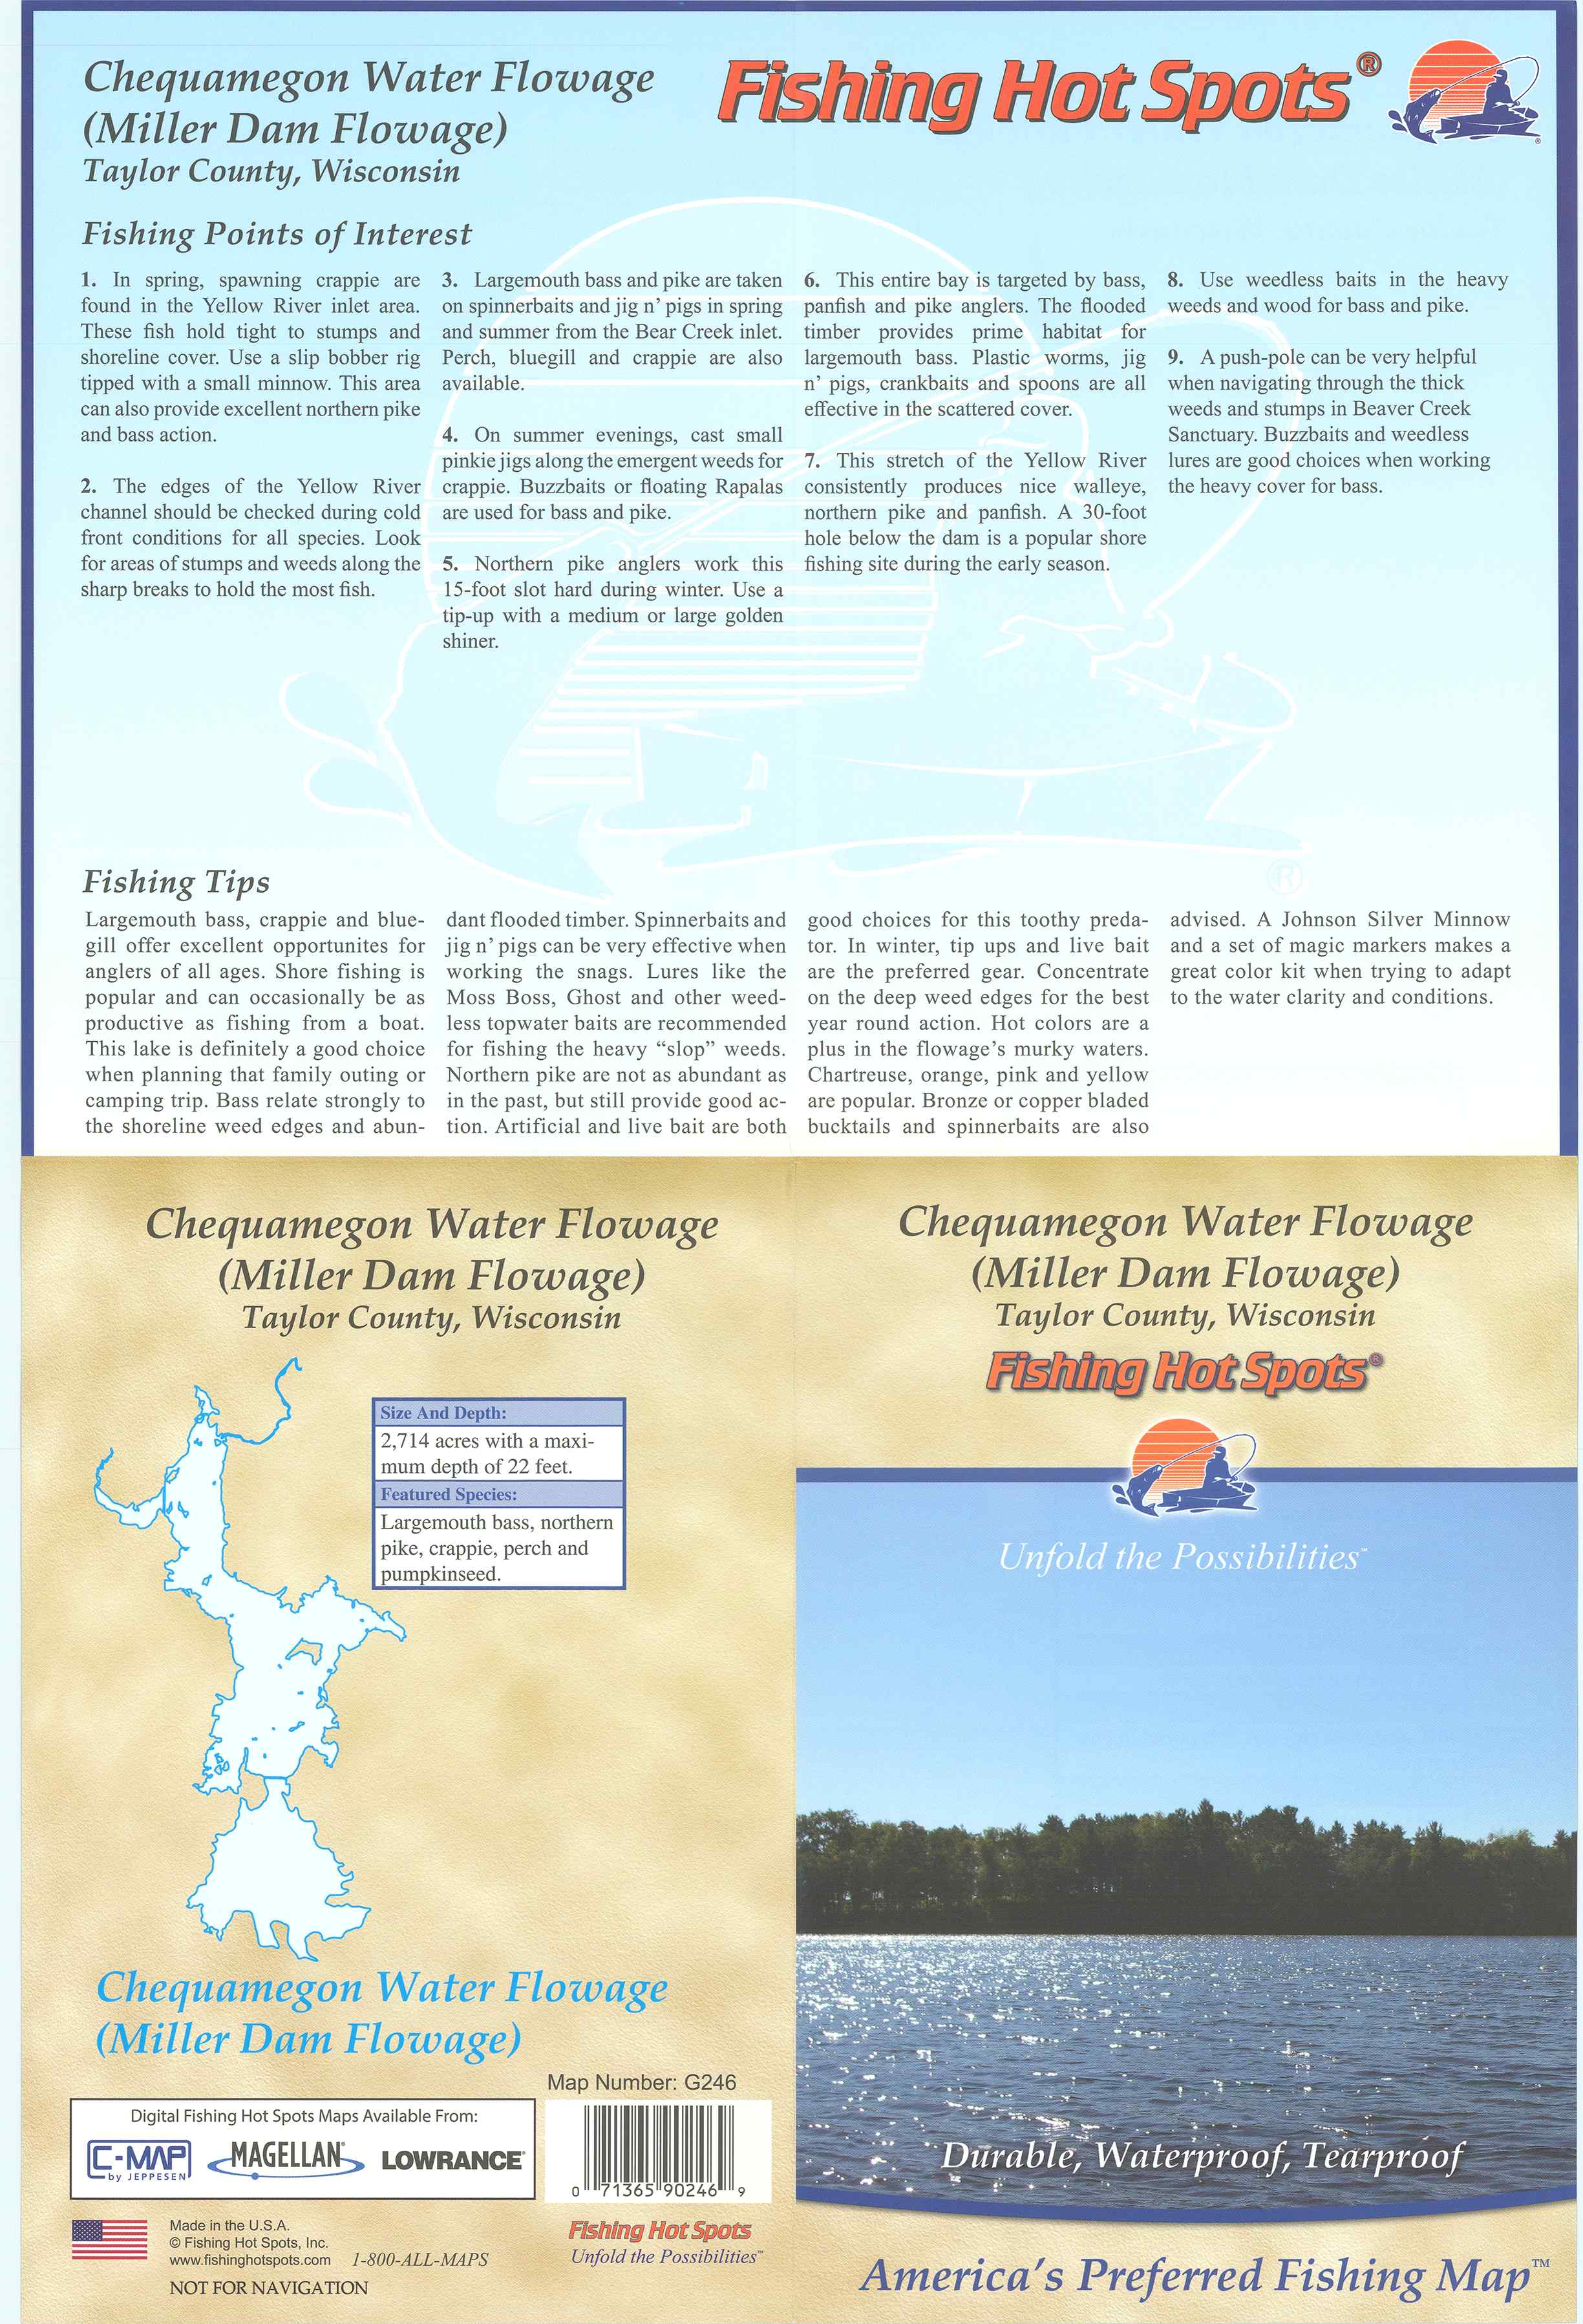 Chequamegon Water Flowage
(Miller Dam Flowage)
Taylor County, Wisconsin
Fishing Hot Spots®
Fishing Points of Interest
1. In spring, spawning crappie are
found in the Yellow River inlet area.
These fish hold tight to stumps and
shoreline cover. Use a slip bobber rig
tipped with a small minnow. This area
can also provide excellent northern pike
and bass action.
2. The edges of the Yellow River
channel should be checked during cold
front conditions for all species. Look
for areas of stumps and weeds along the
sharp breaks to hold the most fish.
3. Largemouth bass and pike are taken
on spinnerbaits and jig n' pigs in spring
and summer from the Bear Creek inlet.
Perch, bluegill and crappie are also
available.
4. On summer evenings, cast small
pinkie jigs along the emergent weeds for
crappie. Buzzbaits or floating Rapalas
are used for bass and pike.
5. Northern pike anglers work this
15-foot slot hard during winter. Use a
tip-up with a medium or large golden
shiner.
6. This entire bay is targeted by bass,
panfish and pike anglers. The flooded
timber provides prime habitat for
largemouth bass. Plastic worms, jig
n' pigs, crankbaits and spoons are all
effective in the scattered cover.
7. This stretch of the Yellow River
consistently produces nice walleye,
northern pike and panfish. A 30-foot
hole below the dam is a popular shore
fishing site during the early season.
8. Use weedless baits in the heavy
weeds and wood for bass and pike.
9. A push-pole can be very helpful
when navigating through the thick
weeds and stumps in Beaver Creek
Sanctuary. Buzzbaits and weedless
lures are good choices when working
the heavy cover for bass.
®
Fishing Tips
Largemouth bass, crappie and blue-
gill offer excellent opportunites for
anglers of all ages. Shore fishing is
popular and can occasionally be as
productive as fishing from a boat.
This lake is definitely a good choice
when planning that family outing or
camping trip. Bass relate strongly to
the shoreline weed edges and abun-
dant flooded timber. Spinnerbaits and
jig n' pigs can be very effective when
working the snags. Lures like the
Moss Boss, Ghost and other weed-
less topwater baits are recommended
for fishing the heavy “slop” weeds.
Northern pike are not as abundant as
in the past, but still provide good ac-
tion. Artificial and live bait are both
good choices for this toothy preda-
tor. In winter, tip ups and live bait
are the preferred gear. Concentrate
on the deep weed edges for the best
year round action. Hot colors are a
plus in the flowage's murky waters.
Chartreuse, orange, pink and yellow
are popular. Bronze or copper bladed
bucktails and spinnerbaits are also
advised. A Johnson Silver Minnow
and a set of magic markers makes a
great color kit when trying to adapt
to the water clarity and conditions.
Chequamegon Water Flowage
(Miller Dam Flowage)
Taylor County, Wisconsin
Size And Depth:
2,714 acres with a maxi-
mum depth of 22 feet.
Featured Species:
Largemouth bass, northern
pike, crappie, perch and
pumpkinseed.
Chequamegon Water Flowage
(Miller Dam Flowage)
Map Number: G246
Digital Fishing Hot Spots Maps Available From:
C-MAP
by JEPPESEN
MAGELLAN®
LOWRANCE®
0 71365 90246 9
Made in the U.S.A.
© Fishing Hot Spots, Inc.
www.fishinghotspots.com 1-800-ALL-MAPS
NOT FOR NAVIGATION
Fishing Hot Spots
Unfold the Possibilities™
Chequamegon Water Flowage
(Miller Dam Flowage)
Taylor County, Wisconsin
Fishing Hot Spots®
Unfold the Possibilities™
Durable, Waterproof, Tearproof
America's Preferred Fishing Map™